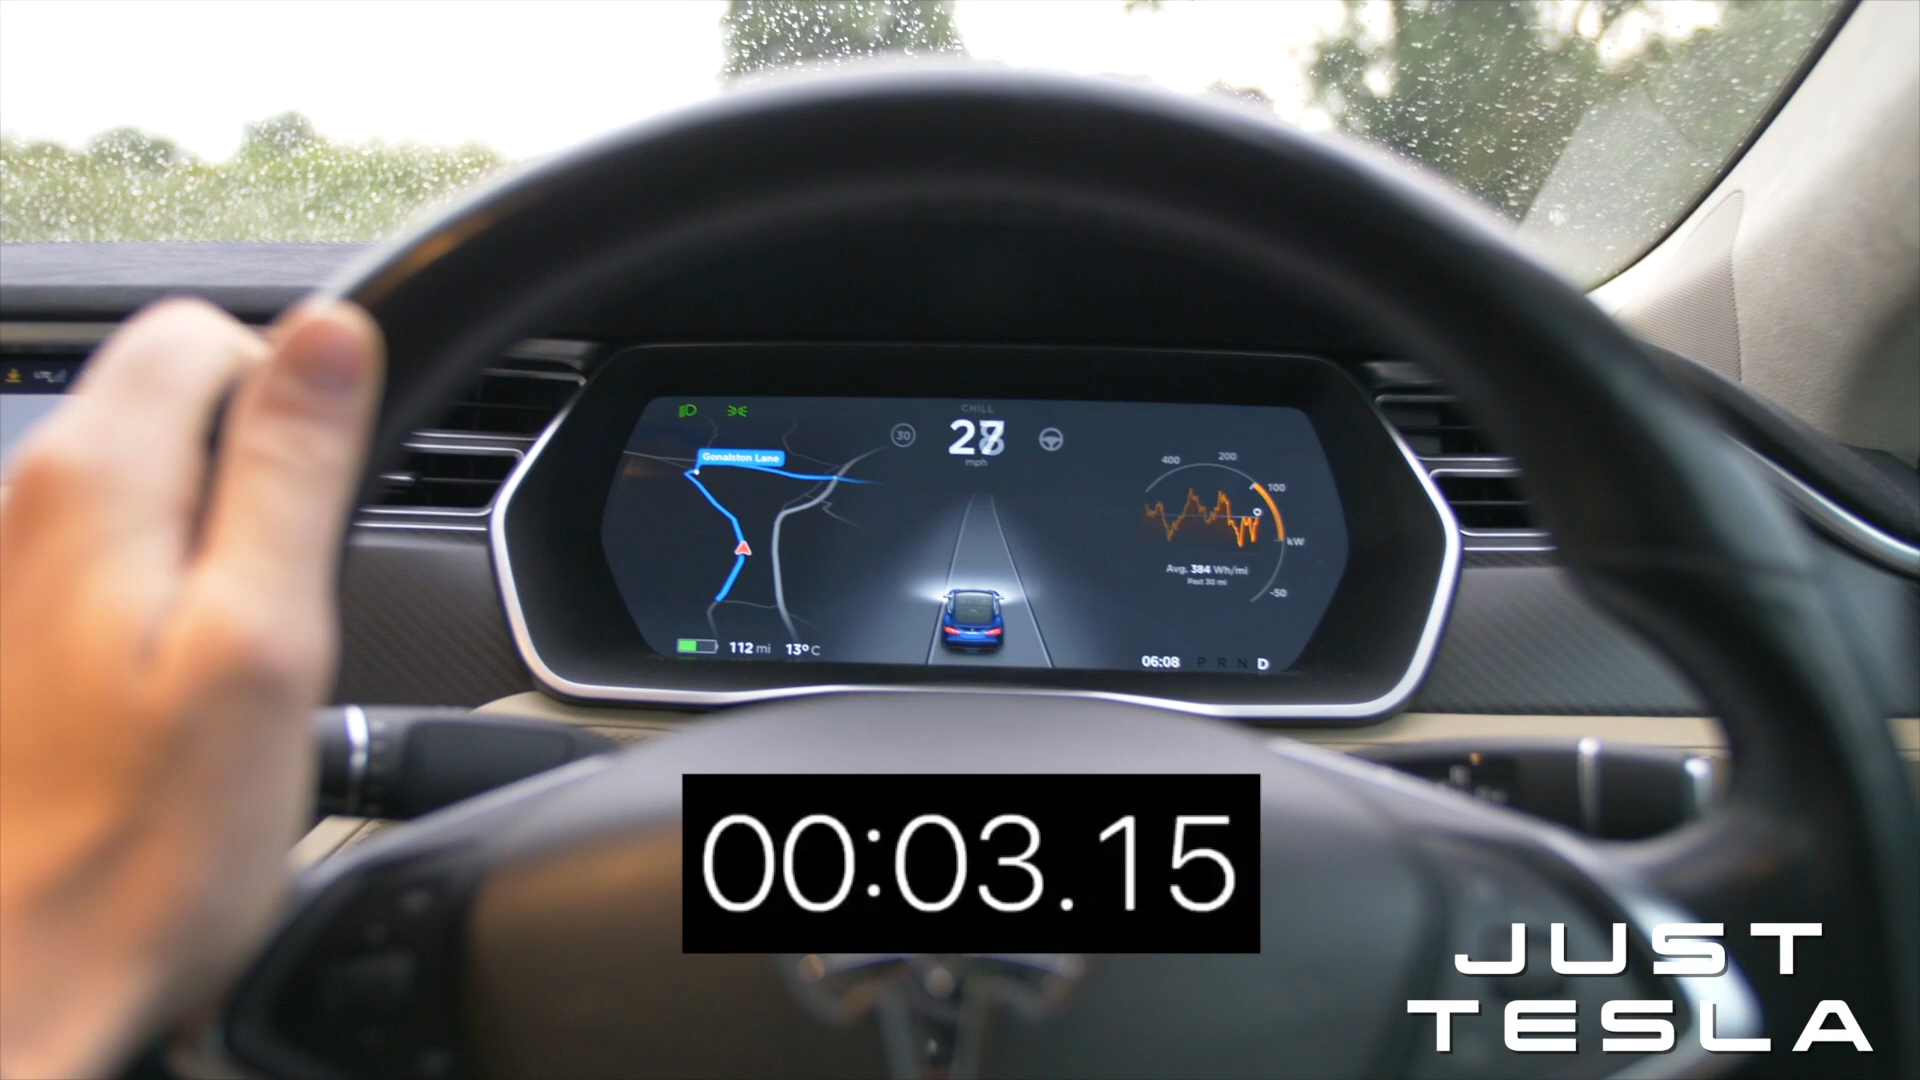 LTE
CHILL
30
27
mph
Gonalston Lane
400
200
100
kW
-50
Avg. 384 Wh/mi
Past 30 mi
112 mi
13° C
06:08
P R N D
00:03.15
JUST
TESLA